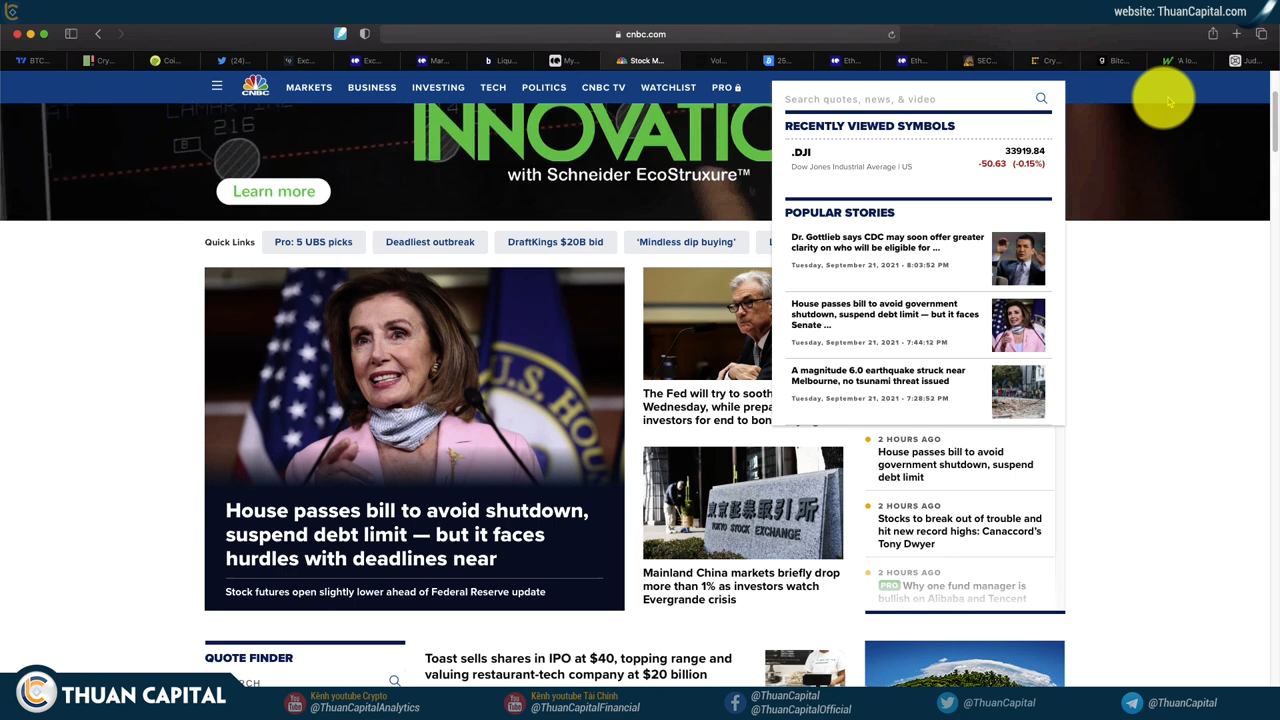 website: ThuanCapital.com
cnbc.com
BTC...
Cry...
Coi...
(24)...
Exc...
Exc...
Mar...
Liqu...
My...
Stock M...
Vol...
25...
Eth...
Eth...
SEC...
Cry...
Bitc...
'A lo...
Jud...
CNBC
MARKETS
BUSINESS
INVESTING
TECH
POLITICS
CNBC TV
WATCHLIST
PRO
216
INNOVATIO
with Schneider EcoStruxure™
Learn more
Search quotes, news, & video
RECENTLY VIEWED SYMBOLS
.DJI
33919.84
Dow Jones Industrial Average | US
-50.63 (-0.15%)
POPULAR STORIES
Dr. Gottlieb says CDC may soon offer greater
clarity on who will be eligible for ...
Tuesday, September 21, 2021 • 8:03:52 PM
House passes bill to avoid government
shutdown, suspend debt limit — but it faces
Senate ...
Tuesday, September 21, 2021 • 7:44:12 PM
A magnitude 6.0 earthquake struck near
Melbourne, no tsunami threat issued
Tuesday, September 21, 2021 • 7:28:52 PM
Quick Links
Pro: 5 UBS picks
Deadliest outbreak
DraftKings $20B bid
'Mindless dip buying'
House passes bill to avoid shutdown,
suspend debt limit — but it faces
hurdles with deadlines near
Stock futures open slightly lower ahead of Federal Reserve update
The Fed will try to sooth
Wednesday, while prepa
investors for end to bon
東京証券取引所
TOKYO STOCK EXCHANGE
Mainland China markets briefly drop
more than 1% as investors watch
Evergrande crisis
2 HOURS AGO
House passes bill to avoid
government shutdown, suspend
debt limit
2 HOURS AGO
Stocks to break out of trouble and
hit new record highs: Canaccord's
Tony Dwyer
2 HOURS AGO
PRO Why one fund manager is
bullish on Alibaba and Tencent
QUOTE FINDER
RCH
Toast sells shares in IPO at $40, topping range and
valuing restaurant-tech company at $20 billion
THUAN CAPITAL
Kênh youtube Crypto
@ThuanCapitalAnalytics
Kênh youtube Tài Chính
@ThuanCapitalFinancial
@ThuanCapital
@ThuanCapitalOfficial
@ThuanCapital
@ThuanCapital